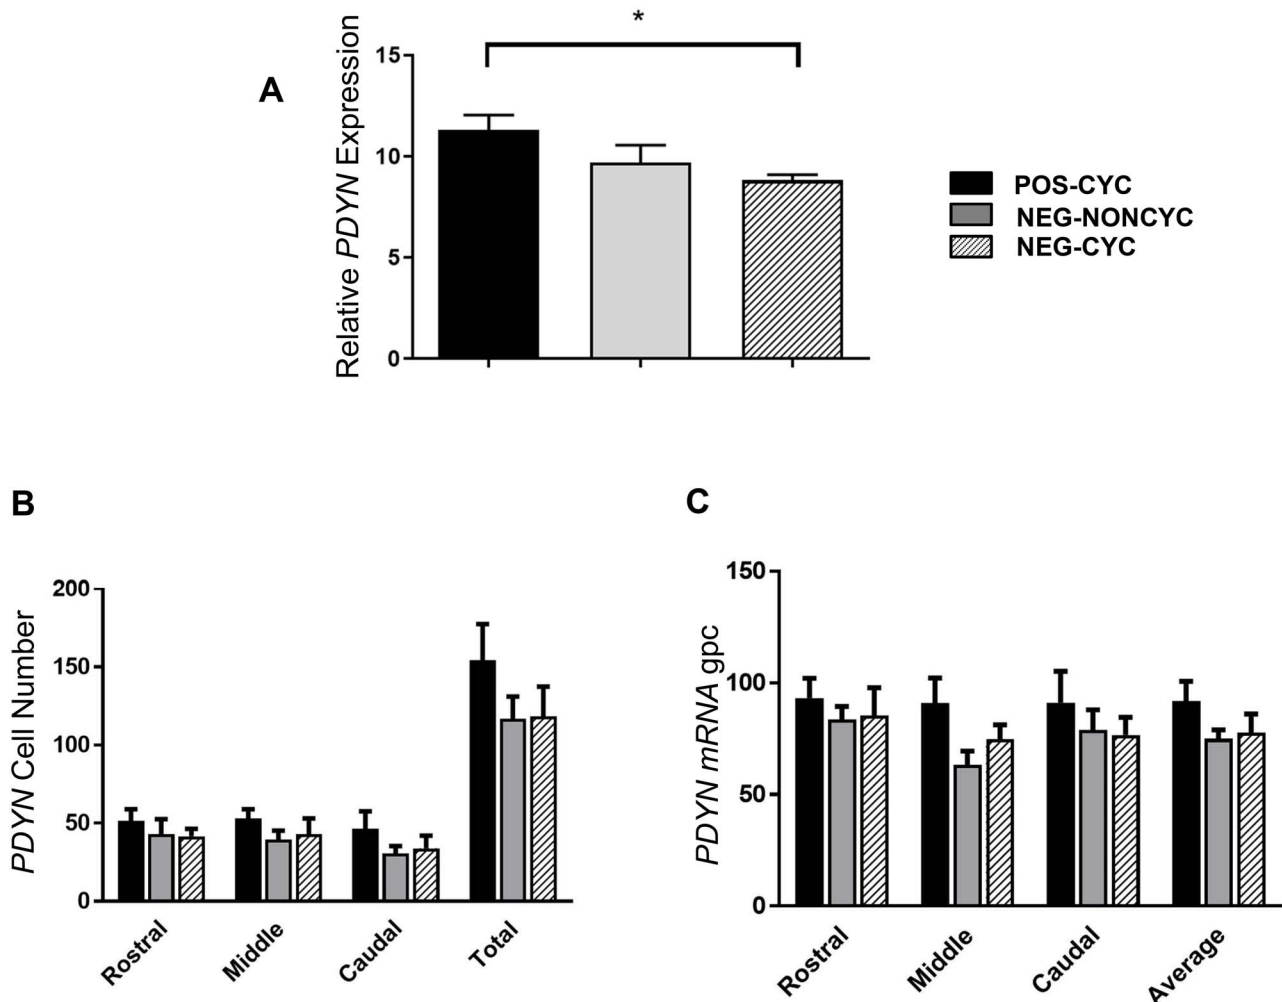 *
A
Relative PDYN Expression
15
10
5
0
POS-CYC
NEG-NONCYC
NEG-CYC
B
PDYN Cell Number
200
150
100
50
0
Rostral
Middle
Caudal
Total
C
PDYN mRNA gpc
150
100
50
0
Rostral
Middle
Caudal
Average